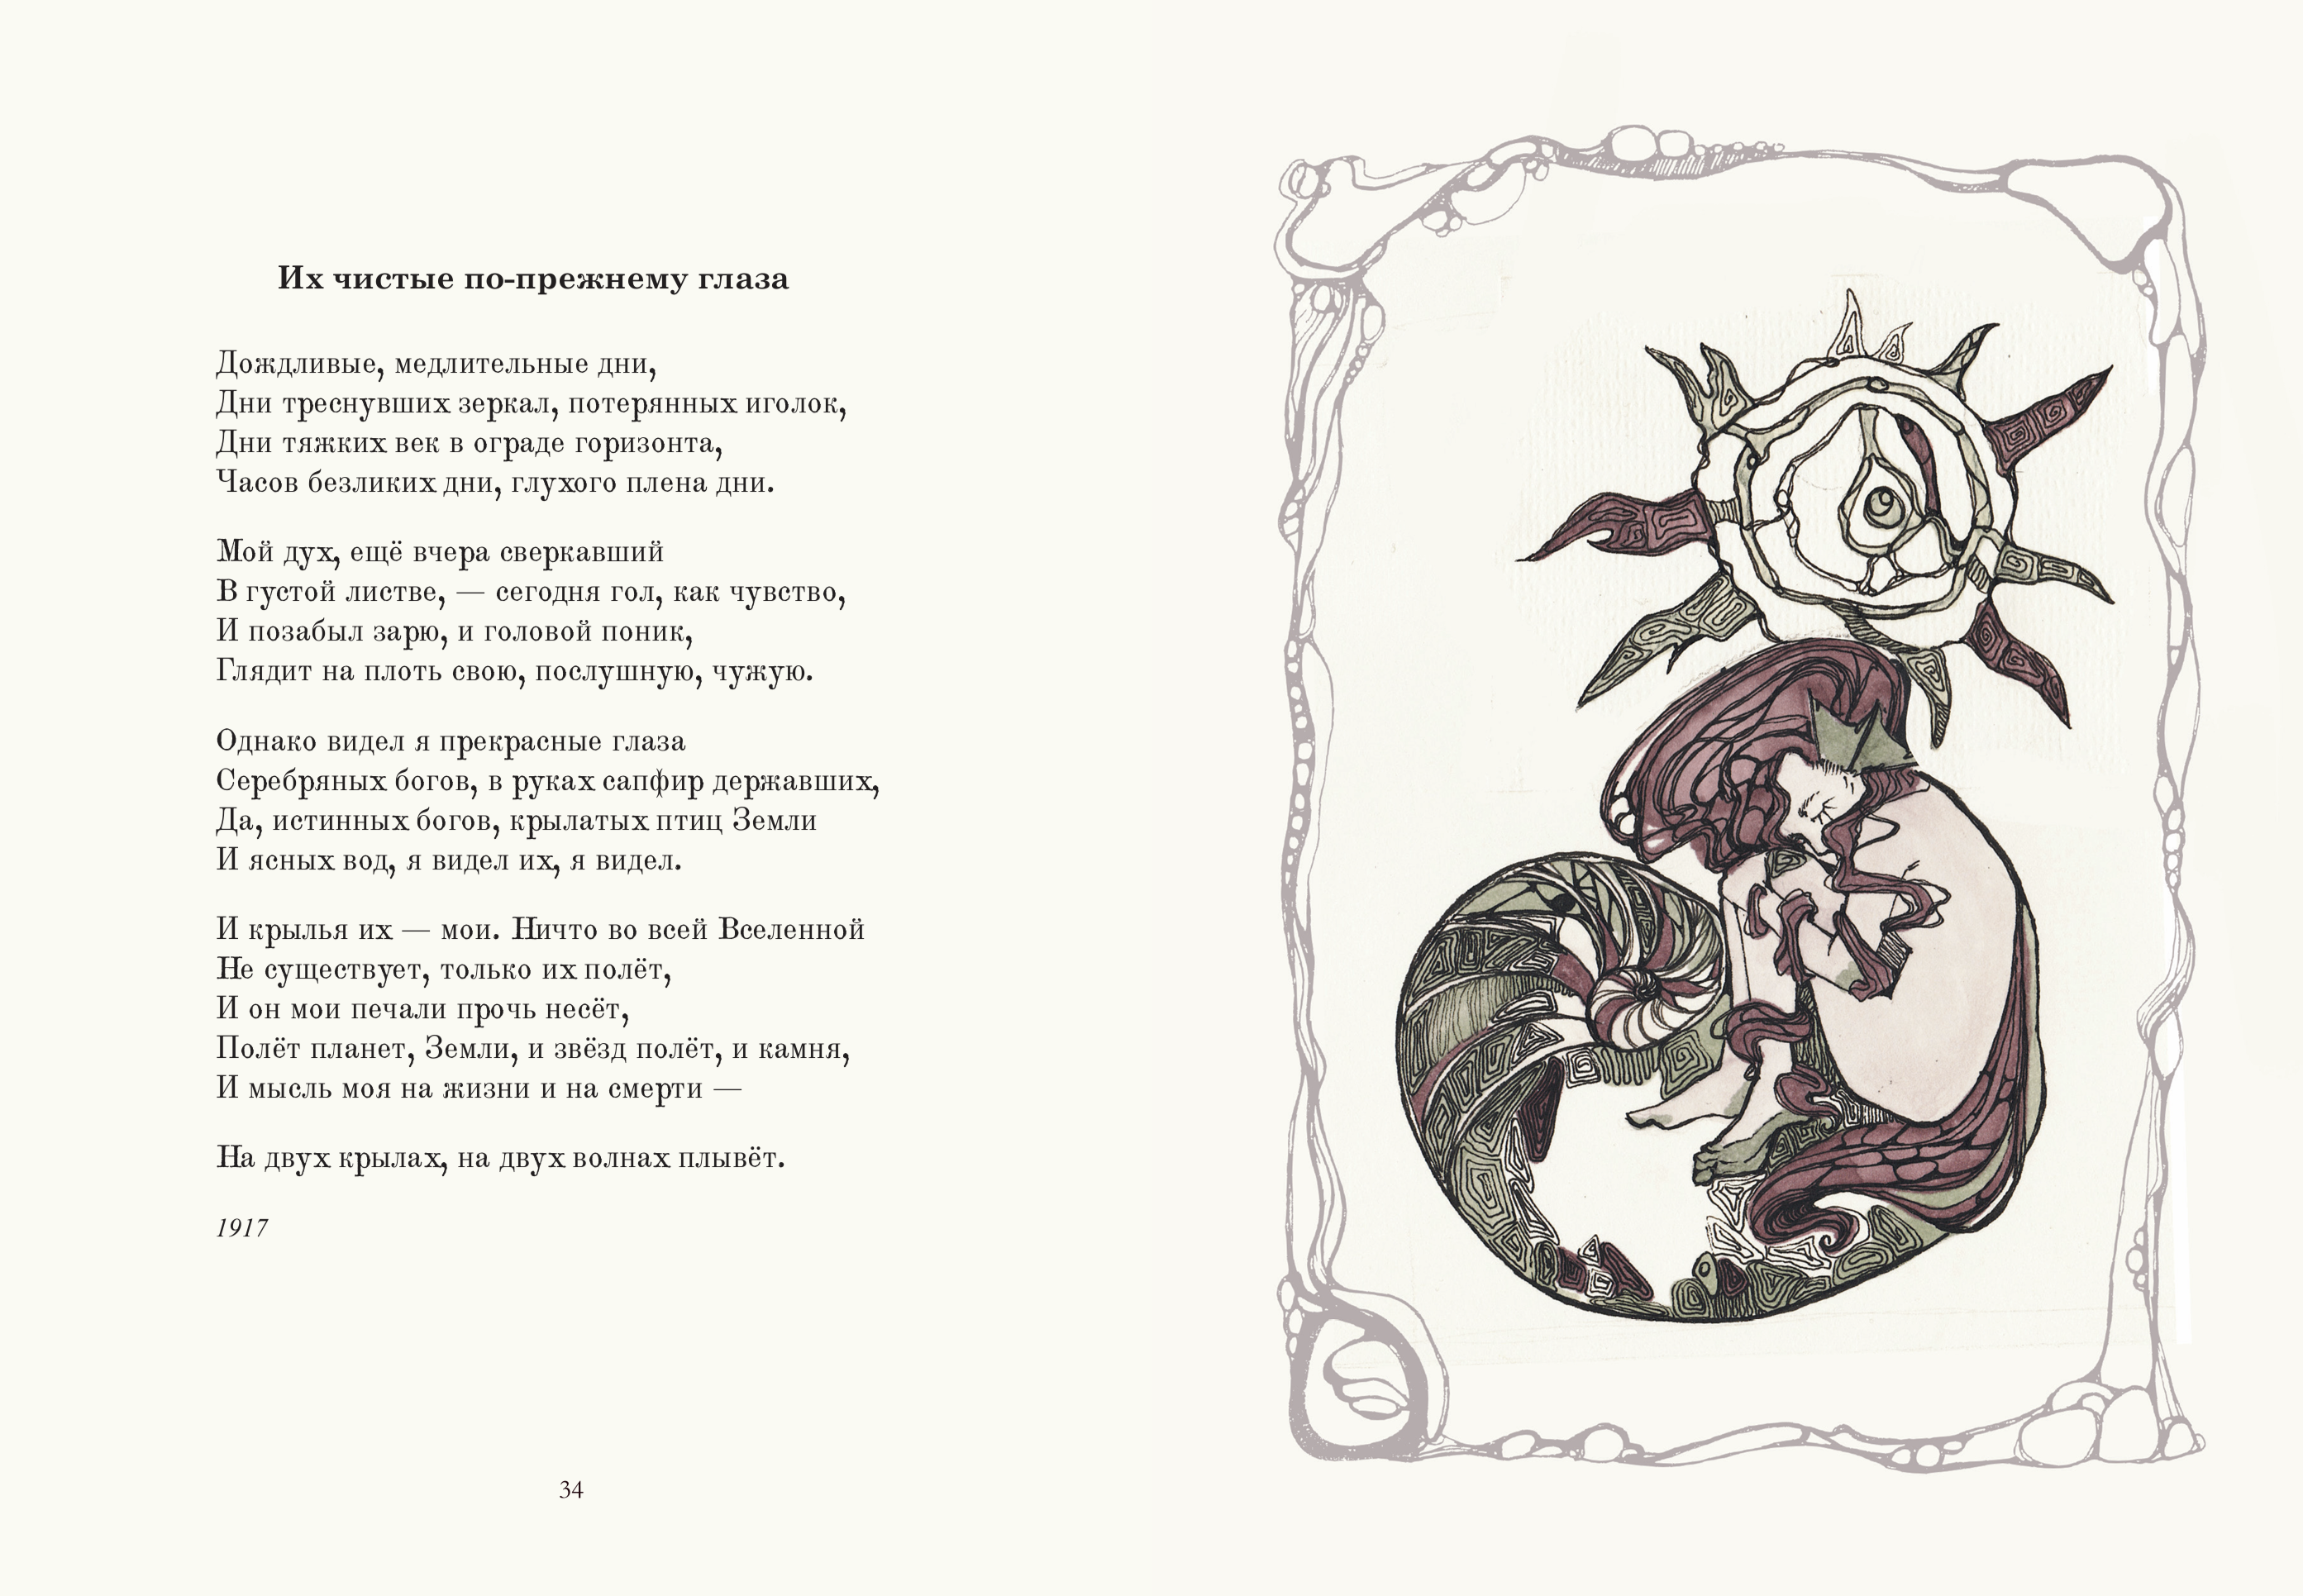 Их чистые по-прежнему глаза
Дождливые, медлительные дни,
Дни треснувших зеркал, потерянных иголок,
Дни тяжких век в ограде горизонта,
Часов безликих дни, глухого плена дни.
Мой дух, ещё вчера сверкавший
В густой листве, — сегодня гол, как чувство,
И позабыл зарю, и головой поник,
Глядит на плоть свою, послушную, чужую.
Однако видел я прекрасные глаза
Серебряных богов, в руках сапфир державших,
Да, истинных богов, крылатых птиц Земли
И ясных вод, я видел их, я видел.
И крылья их — мои. Ничто во всей Вселенной
Не существует, только их полёт,
И он мои печали прочь несёт,
Полёт планет, Земли, и звёзд полёт, и камня,
И мысль моя на жизни и на смерти —
На двух крылах, на двух волнах плывёт.
1917
34